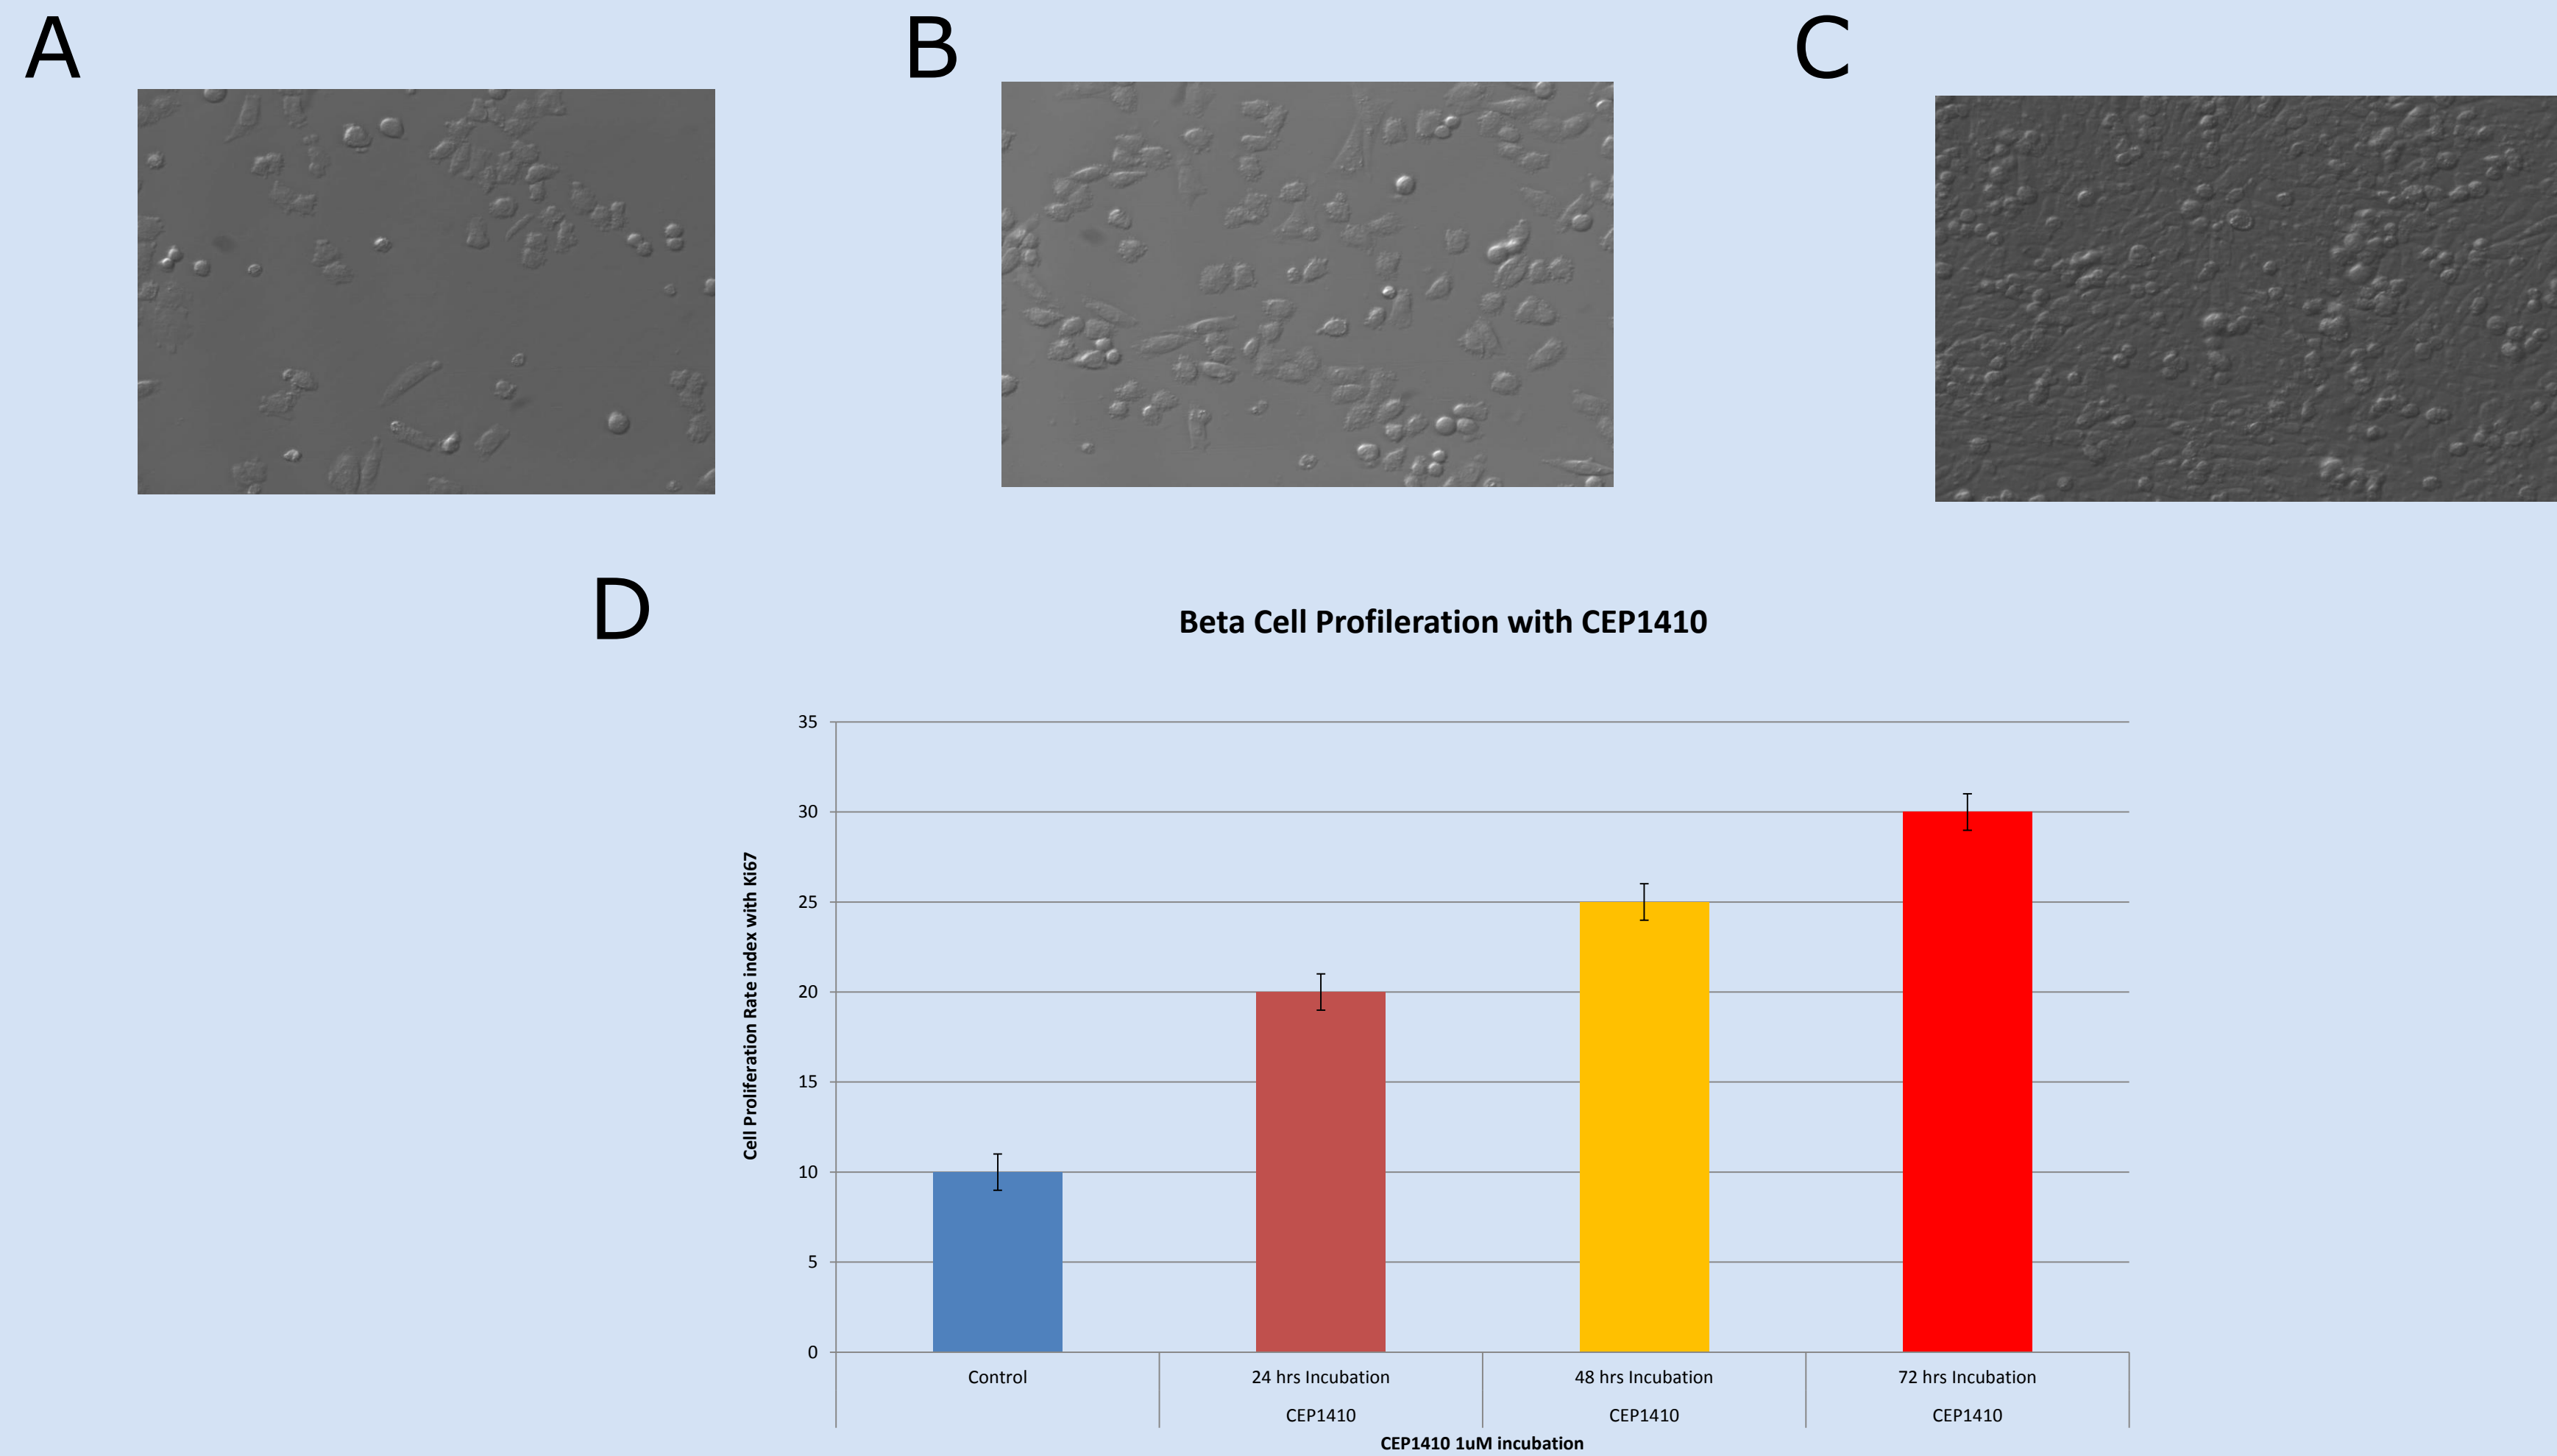 A
B
C
D
Beta Cell Profileration with CEP1410
Cell Proliferation Rate index with Ki67
35
30
25
20
15
10
5
0
Control
24 hrs Incubation
48 hrs Incubation
72 hrs Incubation
CEP1410
CEP1410
CEP1410
CEP1410 1uM incubation